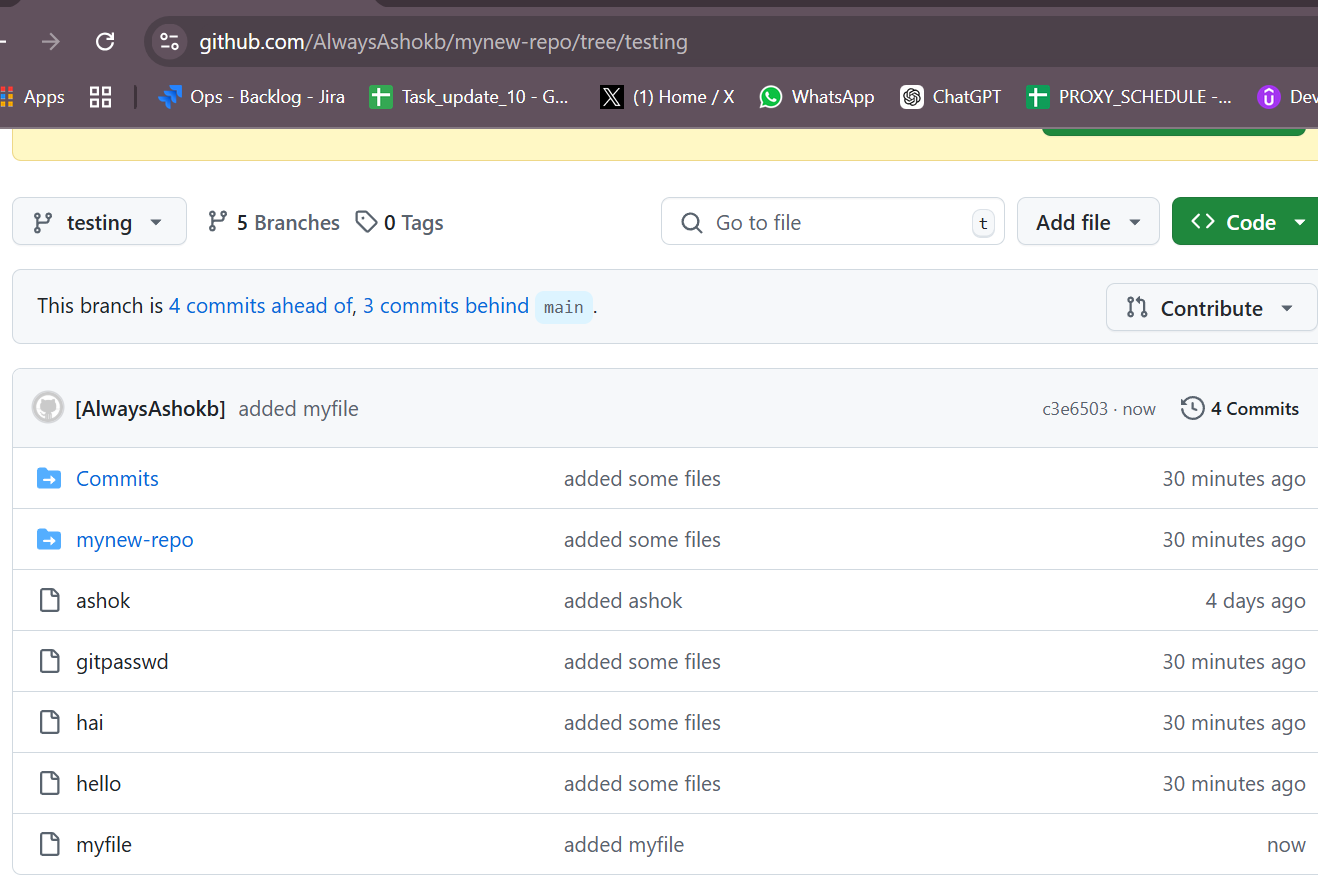 github.com/AlwaysAshokb/mynew-repo/tree/testing
Apps Ops - Backlog - Jira Task_update_10 - G... X (1) Home / X WhatsApp ChatGPT PROXY_SCHEDULE -... Dev
testing 5 Branches 0 Tags Go to file t Add file Code
This branch is 4 commits ahead of, 3 commits behind main.
Contribute
[AlwaysAshokb] added myfile c3e6503 · now 4 Commits
Commits added some files 30 minutes ago
mynew-repo added some files 30 minutes ago
ashok added ashok 4 days ago
gitpasswd added some files 30 minutes ago
hai added some files 30 minutes ago
hello added some files 30 minutes ago
myfile added myfile now